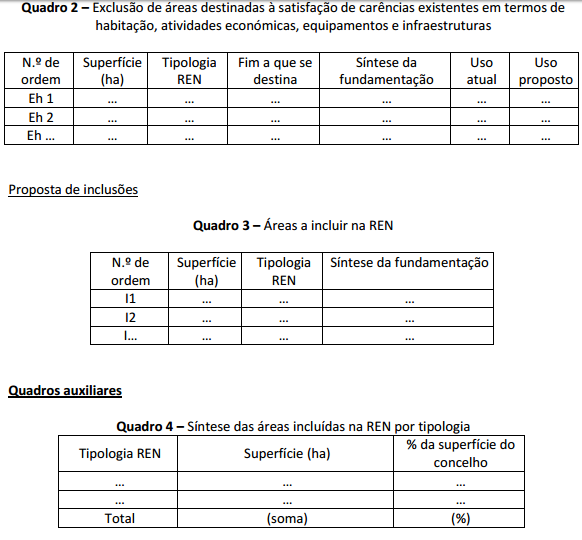 Quadro 2 – Exclusão de áreas destinadas à satisfação de carências existentes em termos de
habitação, atividades económicas, equipamentos e infraestruturas
N.º de ordem Superfície (ha) Tipologia REN Fim a que se destina Síntese da fundamentação Uso atual Uso proposto
Eh 1 ... ... ... ... ... ...
Eh 2 ... ... ... ... ... ...
Eh ... ... ... ... ... ... ...
Proposta de inclusões
Quadro 3 – Áreas a incluir na REN
N.º de ordem Superfície (ha) Tipologia REN Síntese da fundamentação
I1 ... ... ...
I2 ... ... ...
I... ... ... ...
Quadros auxiliares
Quadro 4 – Síntese das áreas incluídas na REN por tipologia
Tipologia REN Superfície (ha) % da superfície do concelho
... ... ...
... ... ...
Total (soma) (%)